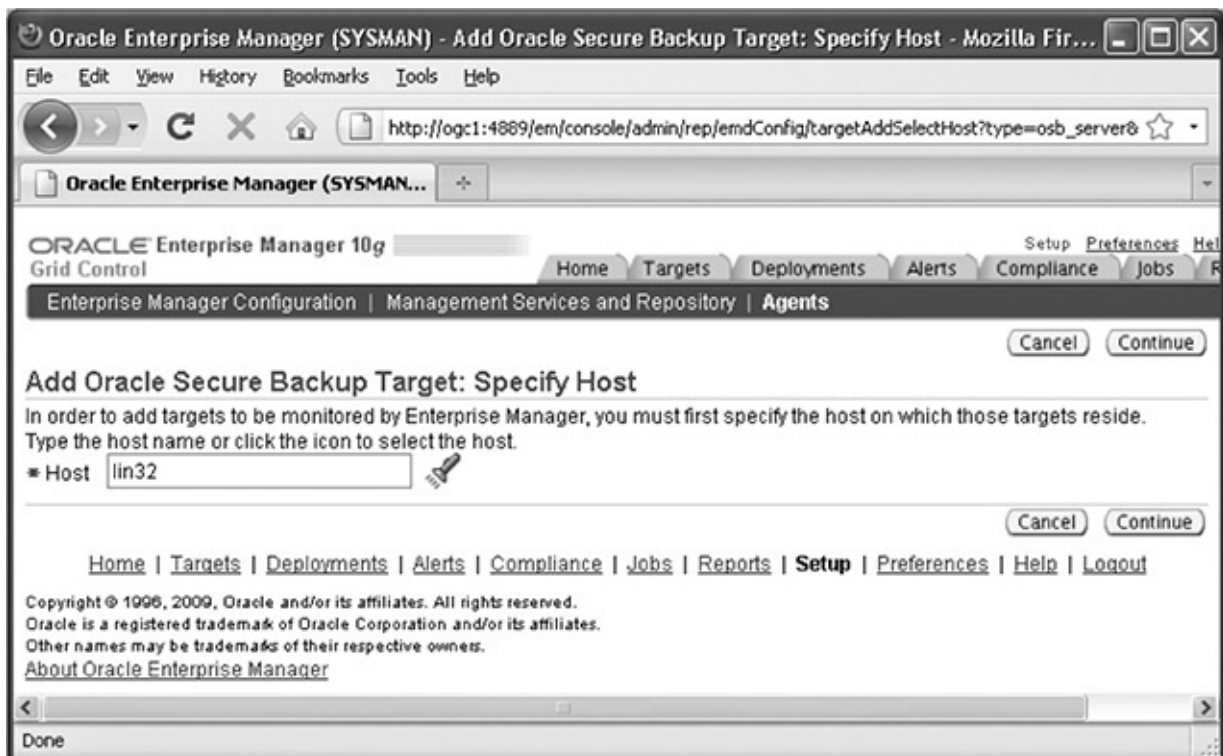 Oracle Enterprise Manager (SYSMAN) - Add Oracle Secure Backup Target: Specify Host - Mozilla Fir...
File Edit View History Bookmarks Tools Help
http://ogc1:4889/em/console/admin/rep/emdConfig/targetAddSelectHost?type=osb_server&
Oracle Enterprise Manager (SYSMAN...
ORACLE Enterprise Manager 10g
Setup Preferences Hel
Grid Control
Home Targets Deployments Alerts Compliance Jobs R
Enterprise Manager Configuration | Management Services and Repository | Agents
Cancel Continue
Add Oracle Secure Backup Target: Specify Host
In order to add targets to be monitored by Enterprise Manager, you must first specify the host on which those targets reside.
Type the host name or click the icon to select the host.
* Host lin32
Cancel Continue
Home | Targets | Deployments | Alerts | Compliance | Jobs | Reports | Setup | Preferences | Help | Logout
Copyright © 1996, 2009, Oracle and/or its affiliates. All rights reserved.
Oracle is a registered trademark of Oracle Corporation and/or its affiliates.
Other names may be trademarks of their respective owners.
About Oracle Enterprise Manager
Done